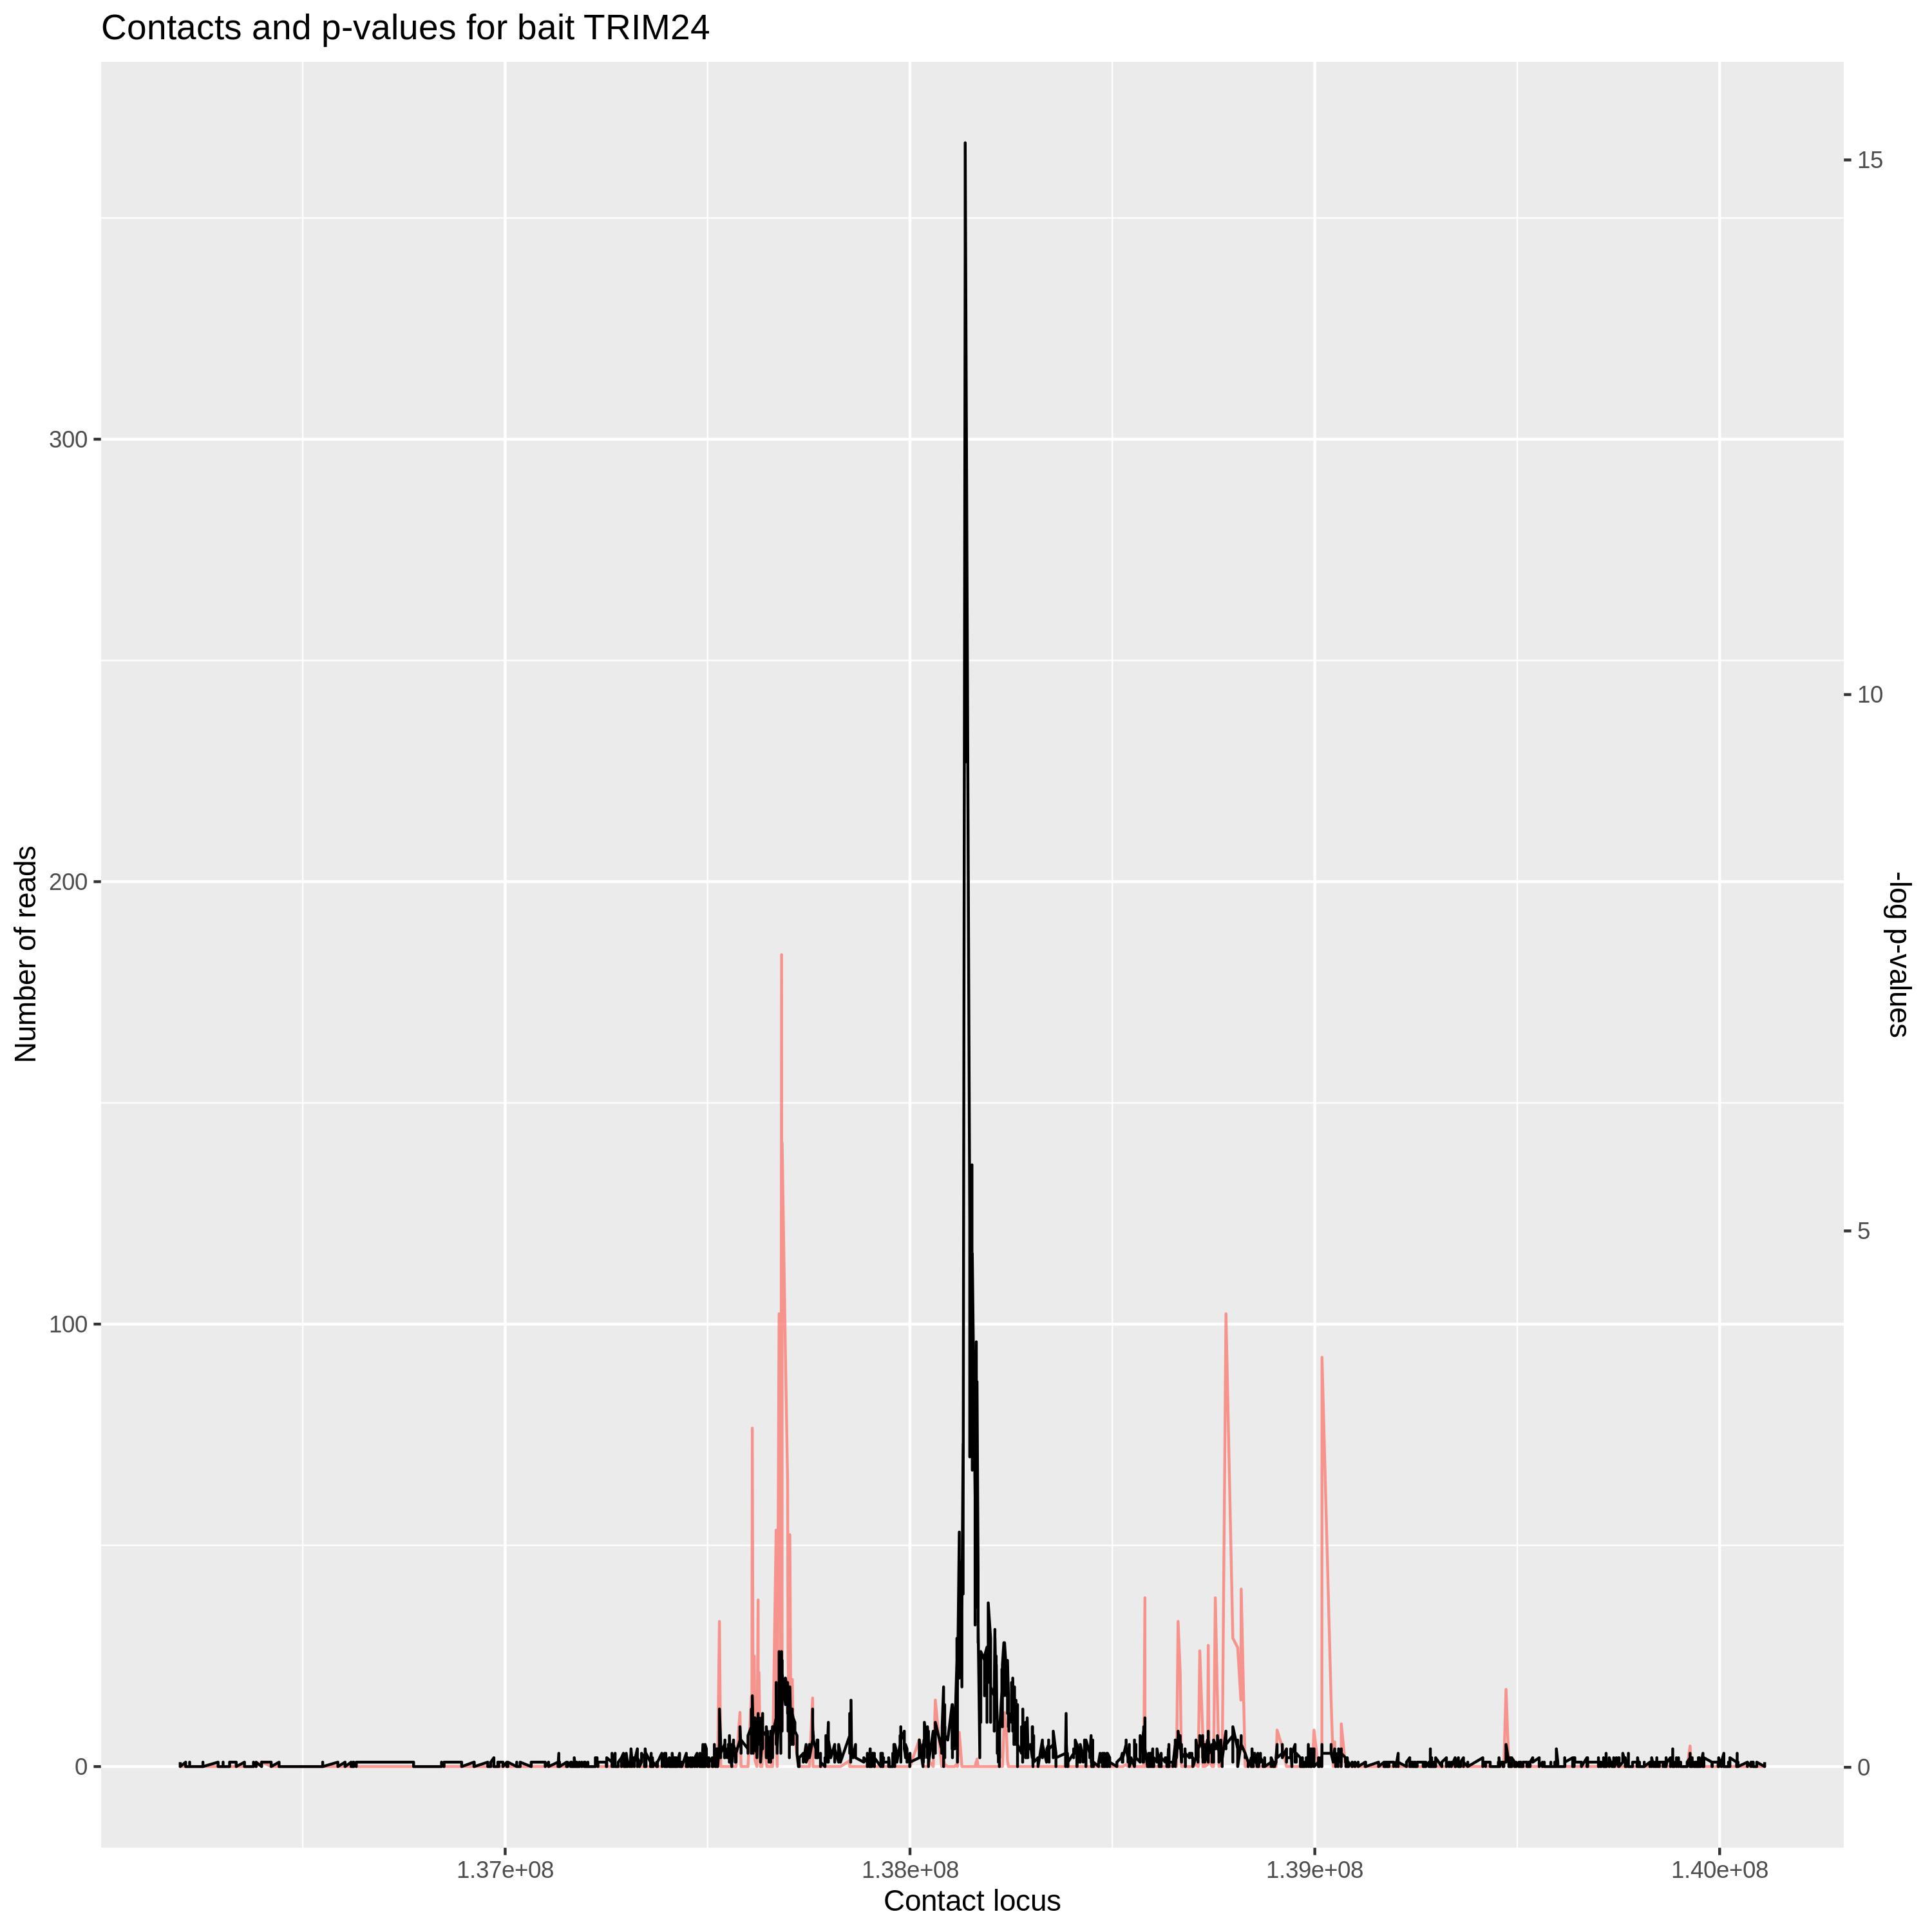 Contacts and p-values for bait TRIM24
Number of reads
300
200
100
0
15
10
5
0
-log p-values
1.37e+08
1.38e+08
1.39e+08
1.40e+08
Contact locus